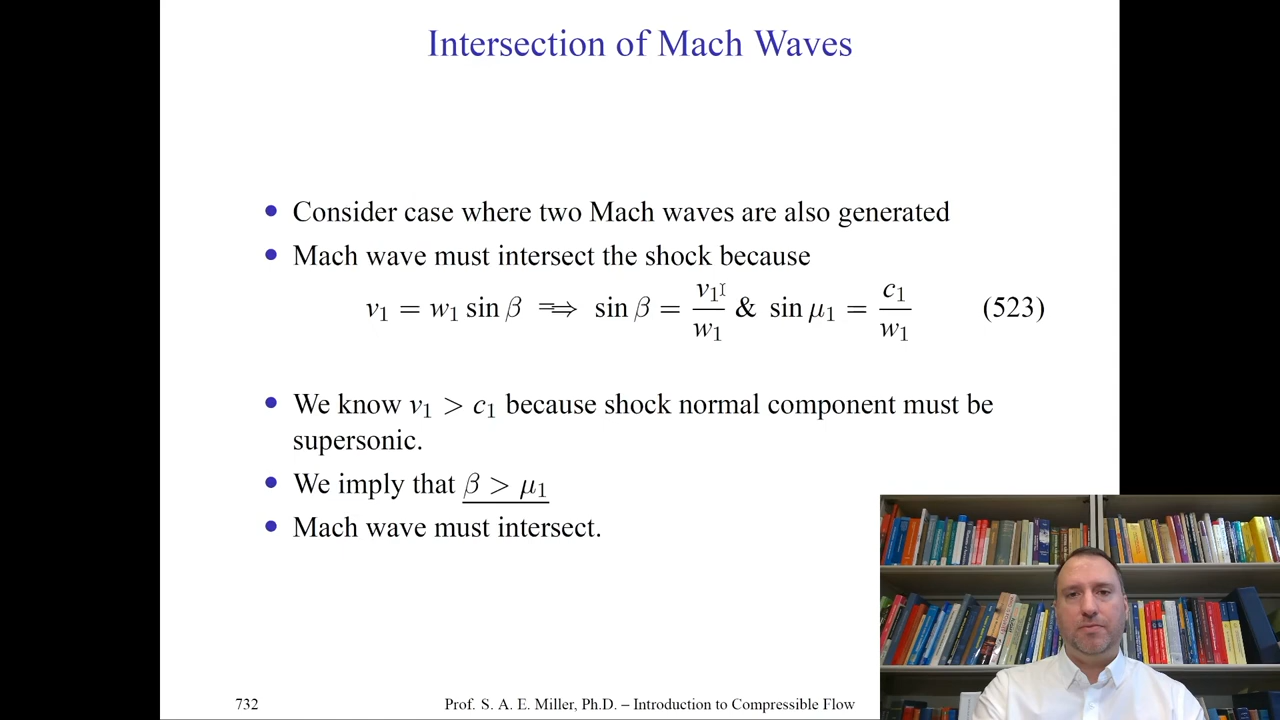 Intersection of Mach Waves
• Consider case where two Mach waves are also generated
• Mach wave must intersect the shock because
v₁ = w₁ sin β ⟹ sin β = v₁/w₁ & sin μ₁ = c₁/w₁ (523)
• We know v₁ > c₁ because shock normal component must be
supersonic.
• We imply that β > μ₁
• Mach wave must intersect.
732 Prof. S. A. E. Miller, Ph.D. – Introduction to Compressible Flow